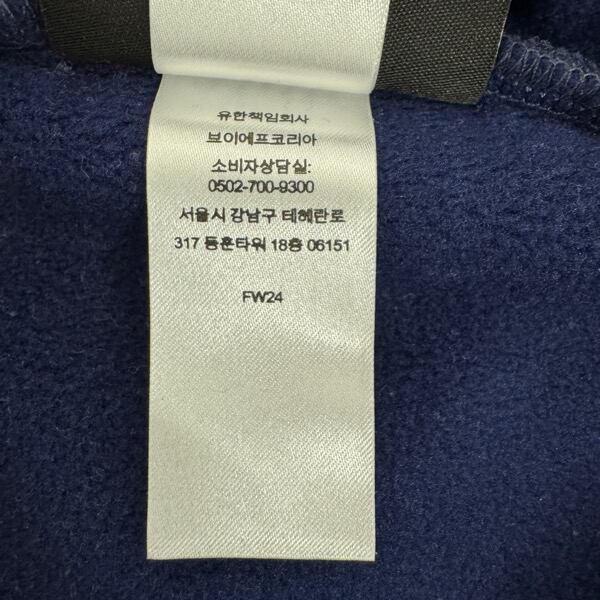 유한책임회사
브이에프코리아
소비자상담실:
0502-700-9300
서울시 강남구 테헤란로
317 동훈타워 18층 06151
FW24